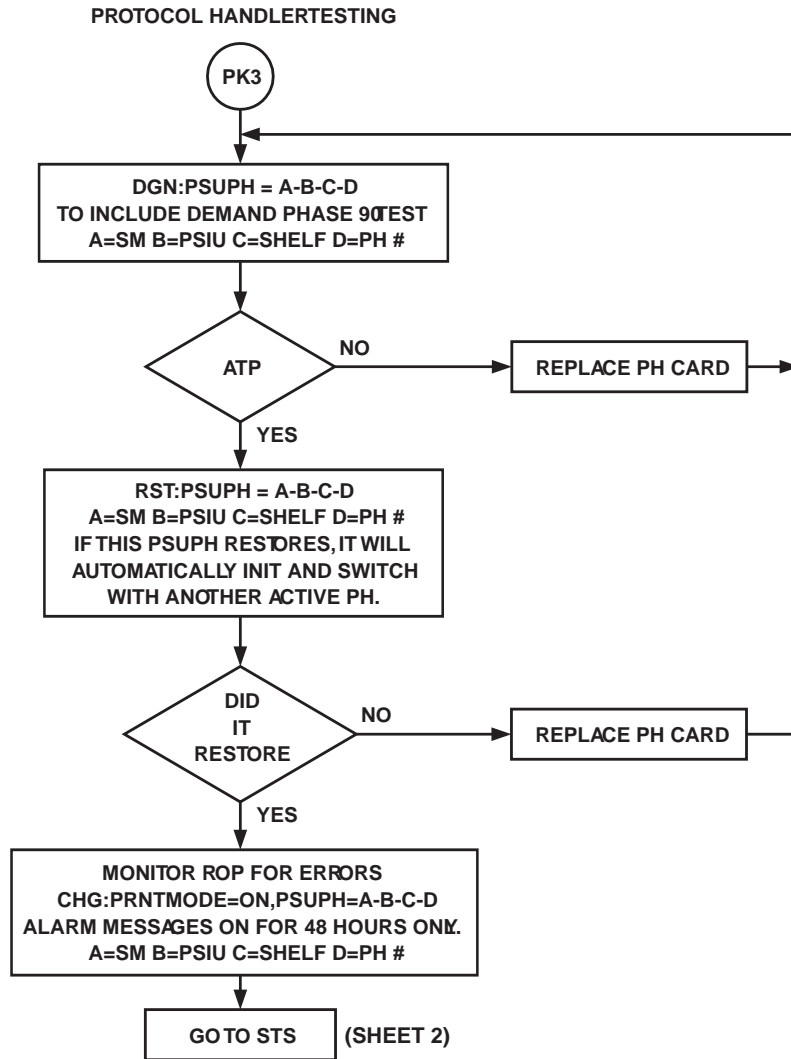 PROTOCOL HANDLERTESTING
PK3
DGN:PSUPH = A-B-C-D
TO INCLUDE DEMAND PHASE 90TEST
A=SM B=PSIU C=SHELF D=PH #
ATP
NO
REPLACE PH CARD
YES
RST:PSUPH = A-B-C-D
A=SM B=PSIU C=SHELF D=PH #
IF THIS PSUPH RESTORES, IT WILL
AUTOMATICALLY INIT AND SWITCH
WITH ANOTHER ACTIVE PH.
DID
IT
RESTORE
NO
REPLACE PH CARD
YES
MONITOR ROP FOR ERRORS
CHG:PRNTMODE=ON,PSUPH=A-B-C-D
ALARM MESSAGES ON FOR 48 HOURS ONLY.
A=SM B=PSIU C=SHELF D=PH #
GO TO STS (SHEET 2)